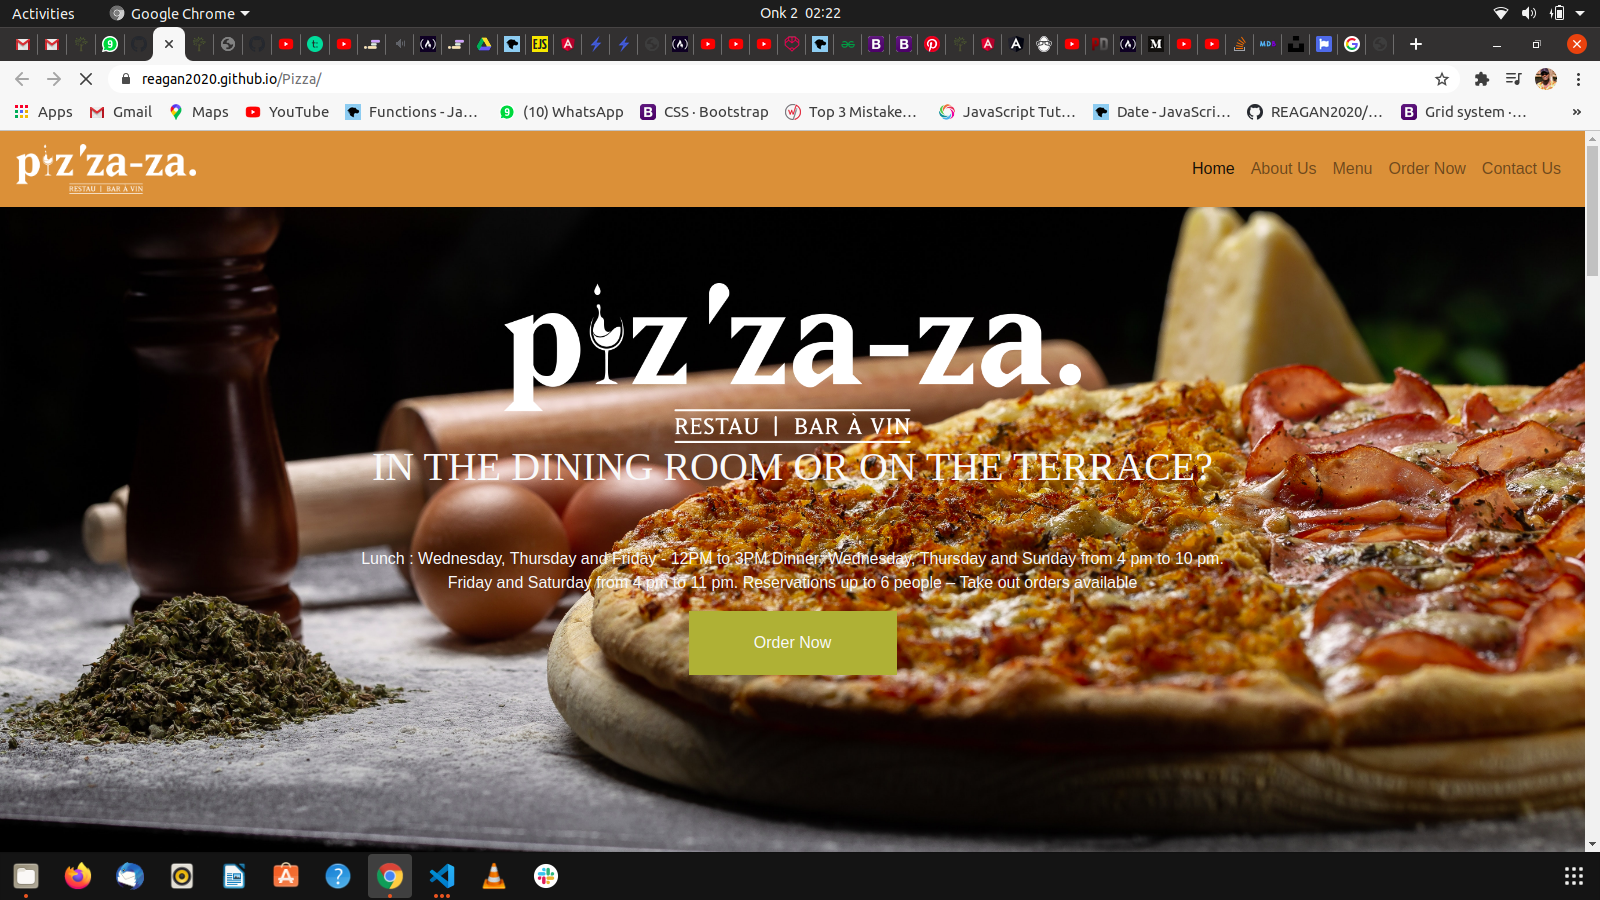 Activities
Google Chrome
Onk 2 02:22
reagan2020.github.io/Pizza/
Apps
Gmail
Maps
YouTube
Functions - Ja…
(10) WhatsApp
CSS · Bootstrap
Top 3 Mistake…
JavaScript Tut…
Date - JavaScri…
REAGAN2020/…
Grid system ·…
»
piz'za-za.
RESTAU | BAR À VIN
Home
About Us
Menu
Order Now
Contact Us
piz'za-za.
RESTAU | BAR À VIN
IN THE DINING ROOM OR ON THE TERRACE?
Lunch : Wednesday, Thursday and Friday – 12PM to 3PM Dinner: Wednesday, Thursday and Sunday from 4 pm to 10 pm.
Friday and Saturday from 4 pm to 11 pm. Reservations up to 6 people – Take out orders available
Order Now